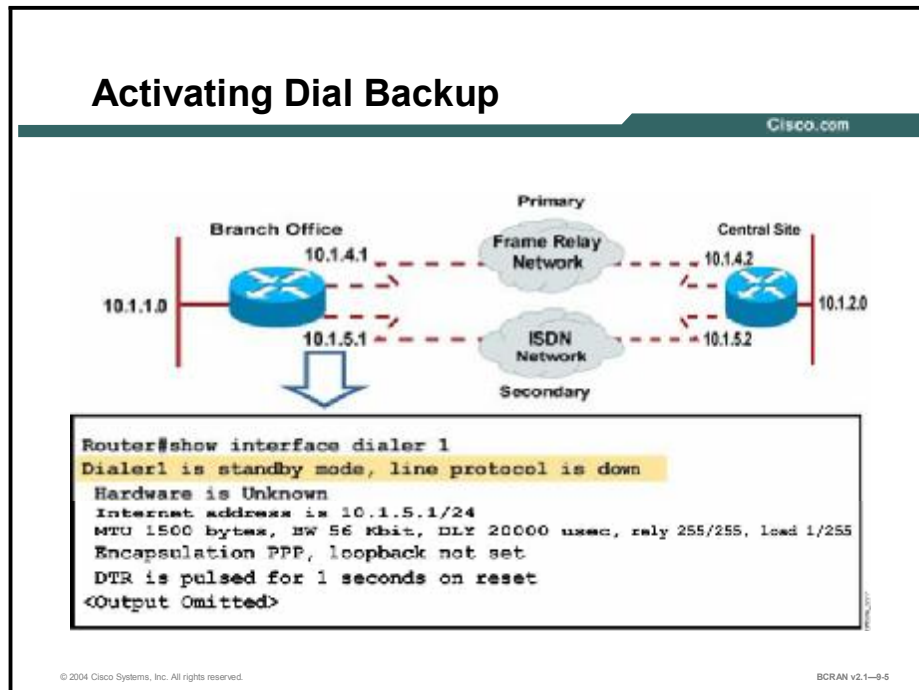 Activating Dial Backup
Cisco.com
Primary
Branch Office
Central Site
10.1.4.1
Frame Relay
Network
10.1.4.2
10.1.1.0
10.1.2.0
10.1.5.1
ISDN
Network
10.1.5.2
Secondary
Router#show interface dialer 1
Dialer1 is standby mode, line protocol is down
Hardware is Unknown
Internet address is 10.1.5.1/24
MTU 1500 bytes, BW 56 Kbit, DLY 20000 usec, rely 255/255, load 1/255
Encapsulation PPP, loopback not set
DTR is pulsed for 1 seconds on reset
<Output Omitted>
© 2004 Cisco Systems, Inc. All rights reserved.
BCRAN v2.1—9-5